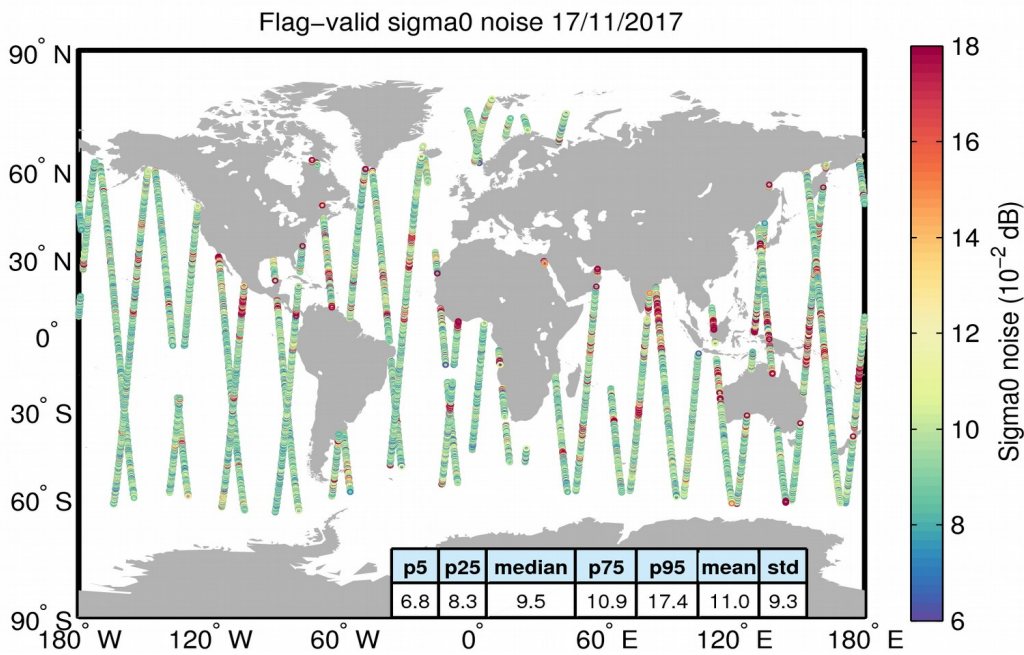 Flag−valid sigma0 noise 17/11/2017
90° N
60° N
30° N
0°
30° S
60° S
90° S
180° W
120° W
60° W
0°
60° E
120° E
180° E
p5 p25 median p75 p95 mean std
6.8 8.3 9.5 10.9 17.4 11.0 9.3
18
16
14
12
10
8
6
Sigma0 noise (10⁻² dB)